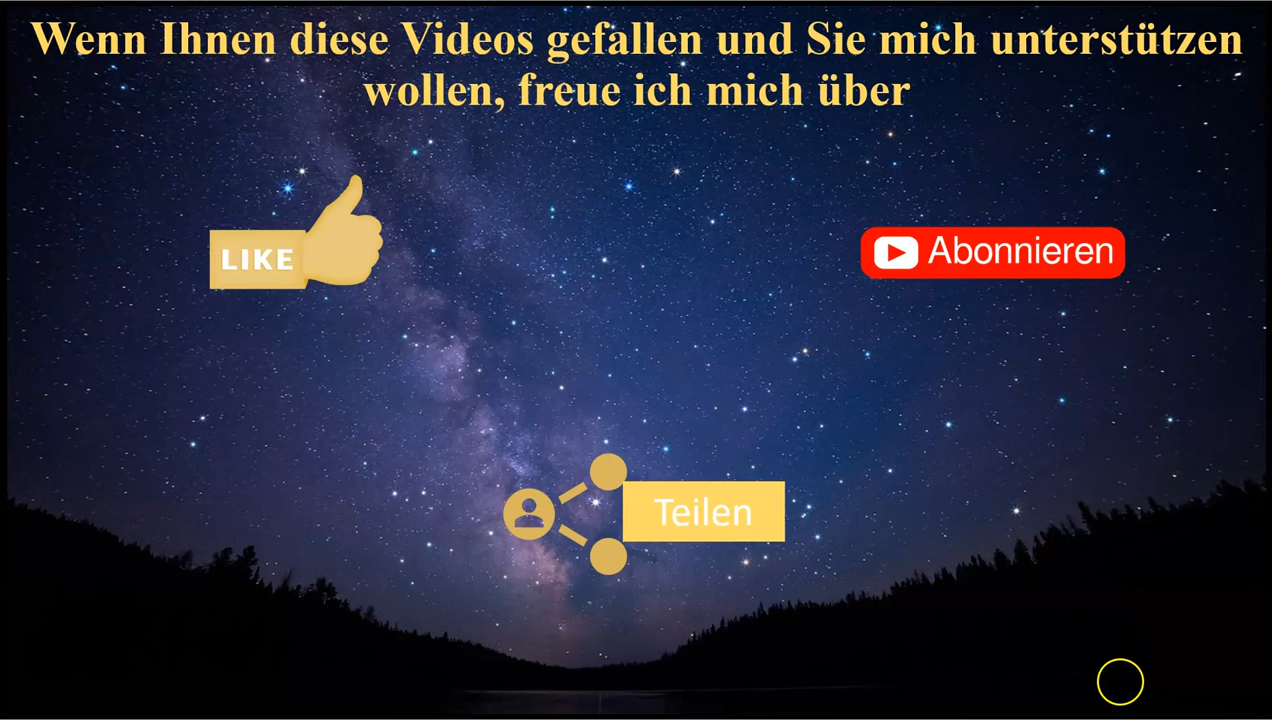 Wenn Ihnen diese Videos gefallen und Sie mich unterstützen
wollen, freue ich mich über
LIKE
Abonnieren
Teilen